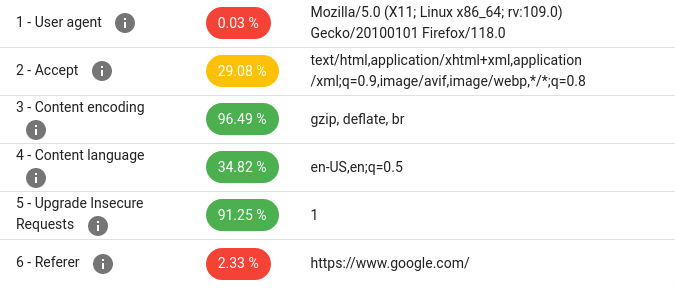 1 - User agent i 0.03 % Mozilla/5.0 (X11; Linux x86_64; rv:109.0)
Gecko/20100101 Firefox/118.0
2 - Accept i 29.08 % text/html,application/xhtml+xml,application
/xml;q=0.9,image/avif,image/webp,*/*;q=0.8
3 - Content encoding
i 96.49 % gzip, deflate, br
4 - Content language
i 34.82 % en-US,en;q=0.5
5 - Upgrade Insecure
Requests i 91.25 % 1
6 - Referer i 2.33 % https://www.google.com/